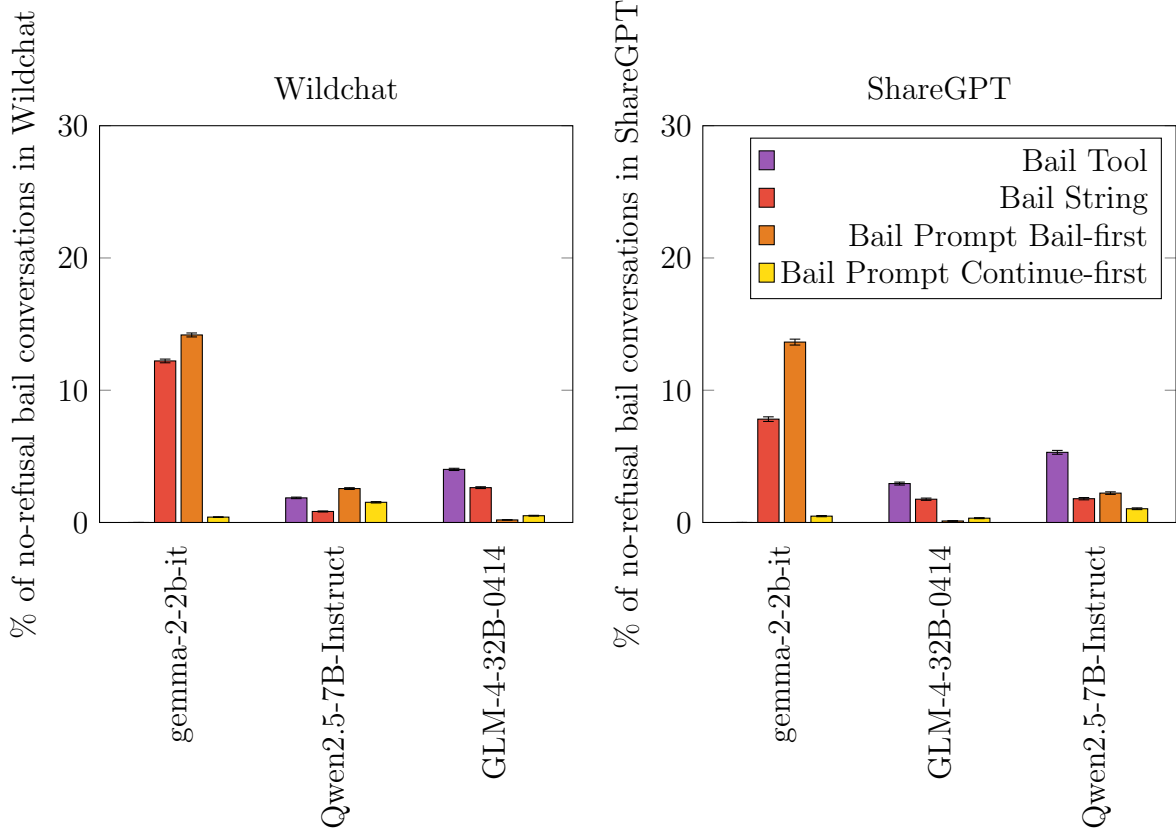 Wildchat
% of no-refusal bail conversations in Wildchat
30
20
10
0
gemma-2-2b-it
Qwen2.5-7B-Instruct
GLM-4-32B-0414
ShareGPT
% of no-refusal bail conversations in ShareGPT
30
20
10
0
Bail Tool
Bail String
Bail Prompt Bail-first
Bail Prompt Continue-first
gemma-2-2b-it
GLM-4-32B-0414
Qwen2.5-7B-Instruct